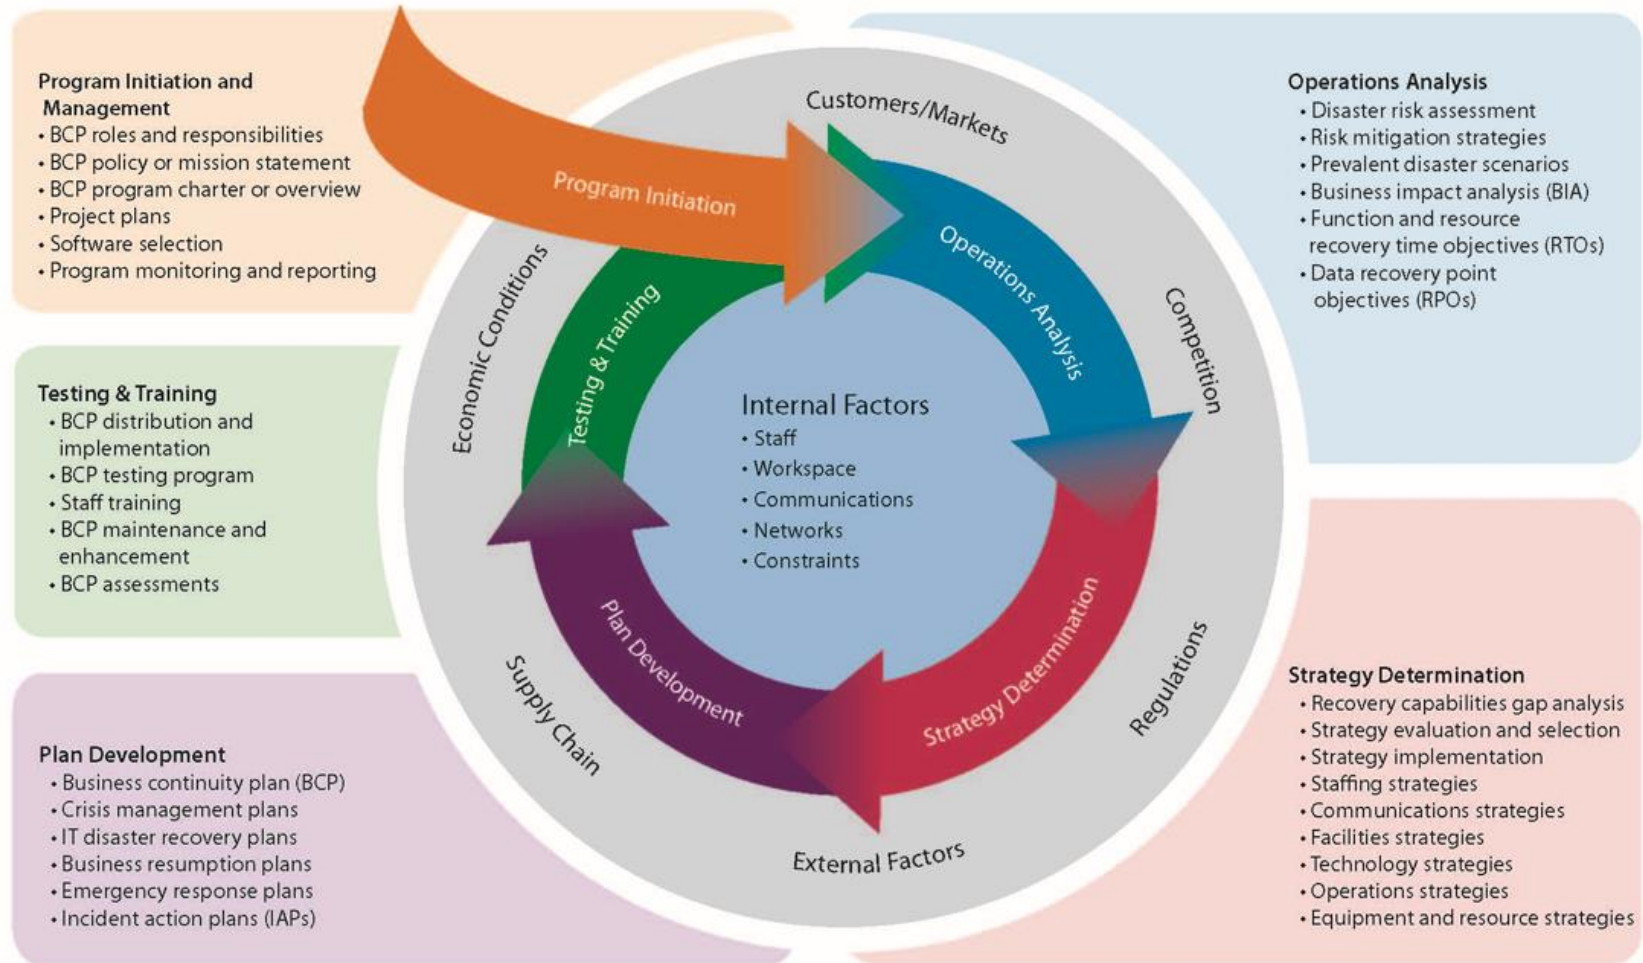 Program Initiation and
Management
• BCP roles and responsibilities
• BCP policy or mission statement
• BCP program charter or overview
• Project plans
• Software selection
• Program monitoring and reporting
Testing & Training
• BCP distribution and
implementation
• BCP testing program
• Staff training
• BCP maintenance and
enhancement
• BCP assessments
Plan Development
• Business continuity plan (BCP)
• Crisis management plans
• IT disaster recovery plans
• Business resumption plans
• Emergency response plans
• Incident action plans (IAPs)
Program Initiation
Operations Analysis
Strategy Determination
Plan Development
Testing & Training
Customers/Markets
Competition
Regulations
External Factors
Supply Chain
Economic Conditions
Internal Factors
• Staff
• Workspace
• Communications
• Networks
• Constraints
Operations Analysis
• Disaster risk assessment
• Risk mitigation strategies
• Prevalent disaster scenarios
• Business impact analysis (BIA)
• Function and resource
recovery time objectives (RTOs)
• Data recovery point
objectives (RPOs)
Strategy Determination
• Recovery capabilities gap analysis
• Strategy evaluation and selection
• Strategy implementation
• Staffing strategies
• Communications strategies
• Facilities strategies
• Technology strategies
• Operations strategies
• Equipment and resource strategies